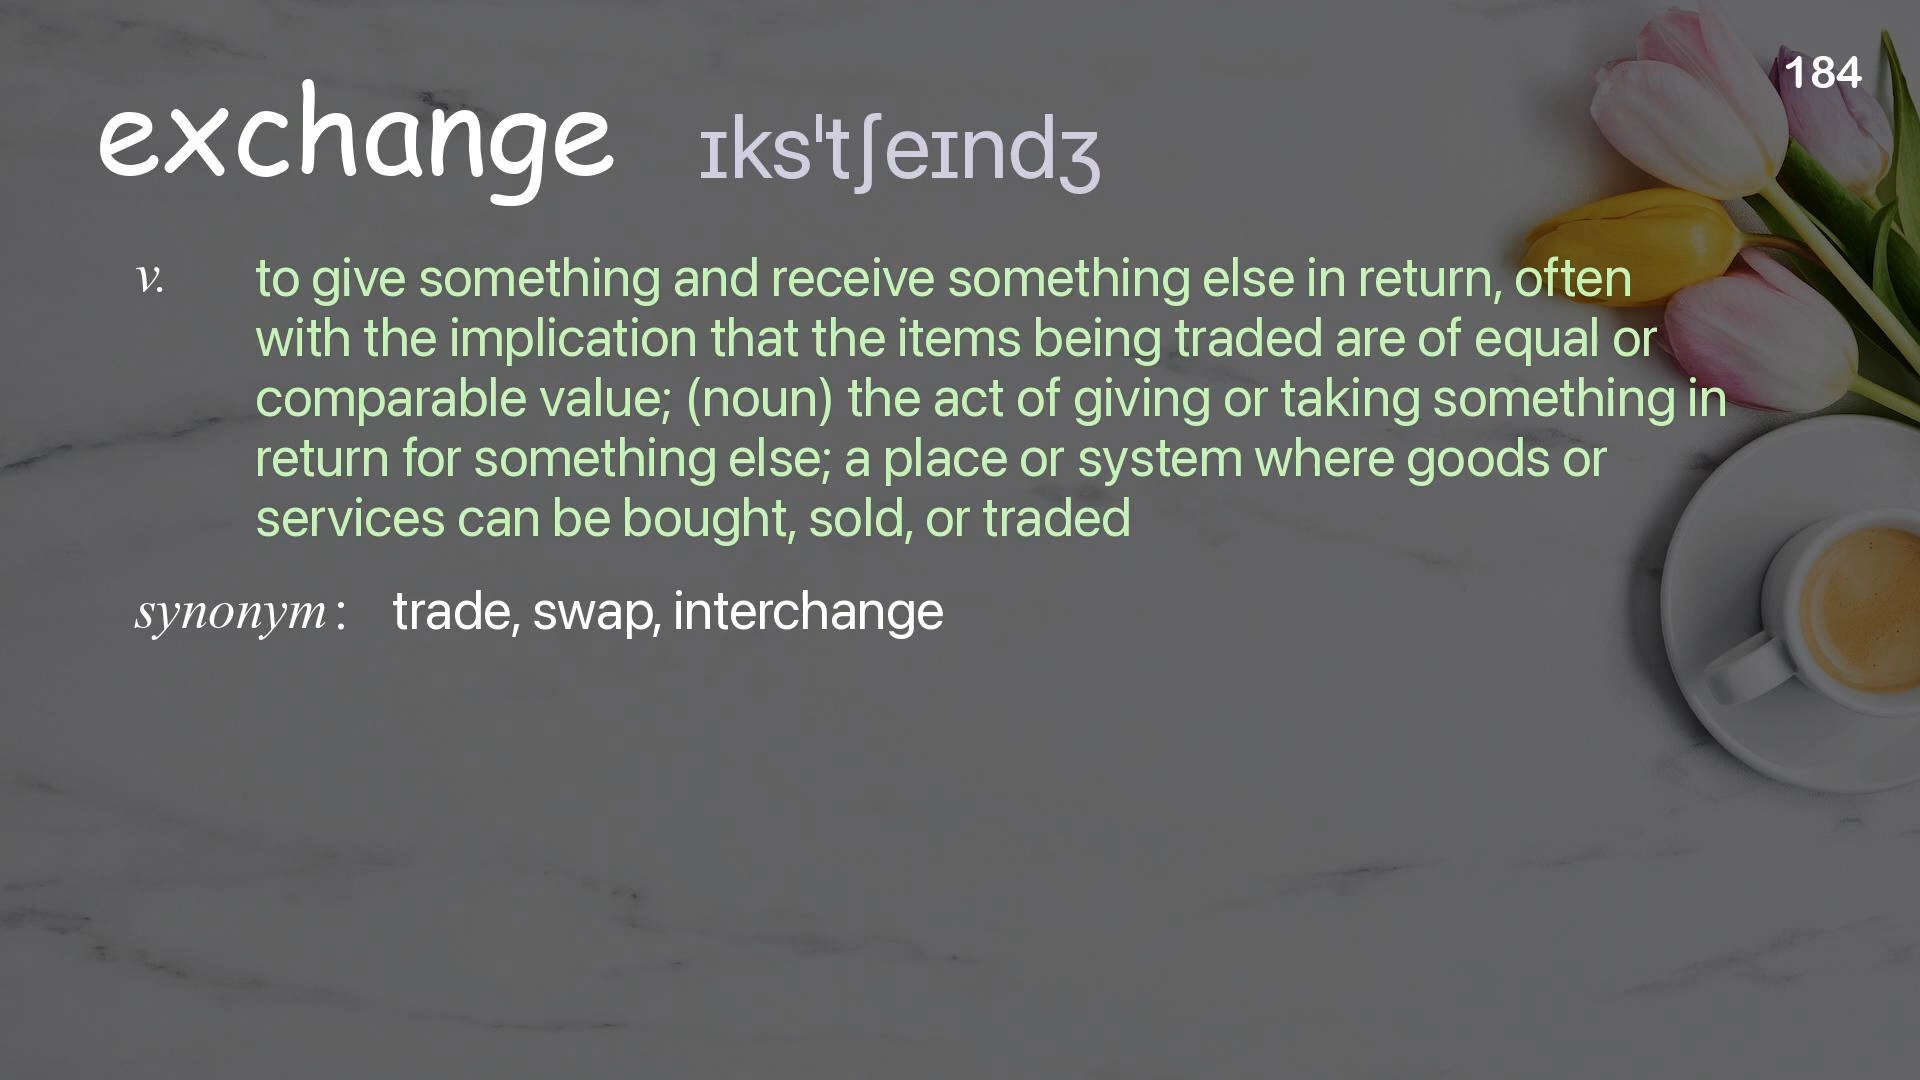 184
exchange ɪks'tʃeɪndʒ
v. to give something and receive something else in return, often
with the implication that the items being traded are of equal or
comparable value; (noun) the act of giving or taking something in
return for something else; a place or system where goods or
services can be bought, sold, or traded
synonym: trade, swap, interchange